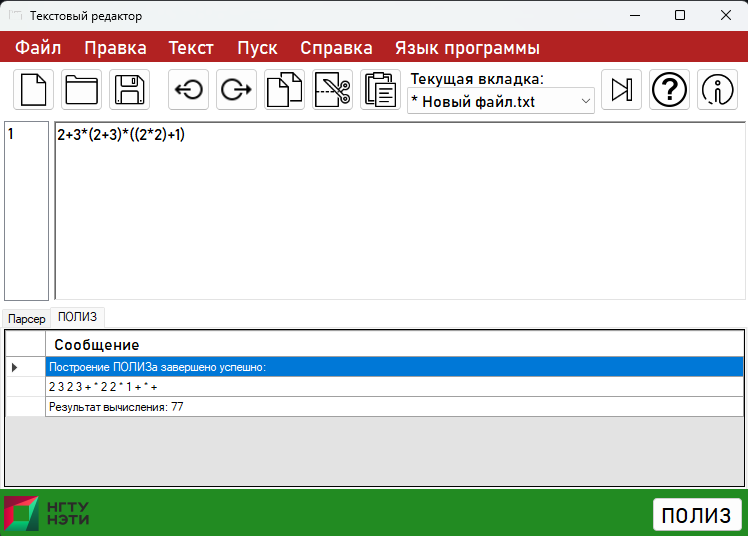 Текстовый редактор
Файл Правка Текст Пуск Справка Язык программы
Текущая вкладка:
* Новый файл.txt
1
2+3*(2+3)*((2*2)+1)
Парсер ПОЛИЗ
Сообщение
Построение ПОЛИЗа завершено успешно:
2 3 2 3 + * 2 2 * 1 + * +
Результат вычисления: 77
НГТУ
НЭТИ
ПОЛИЗ